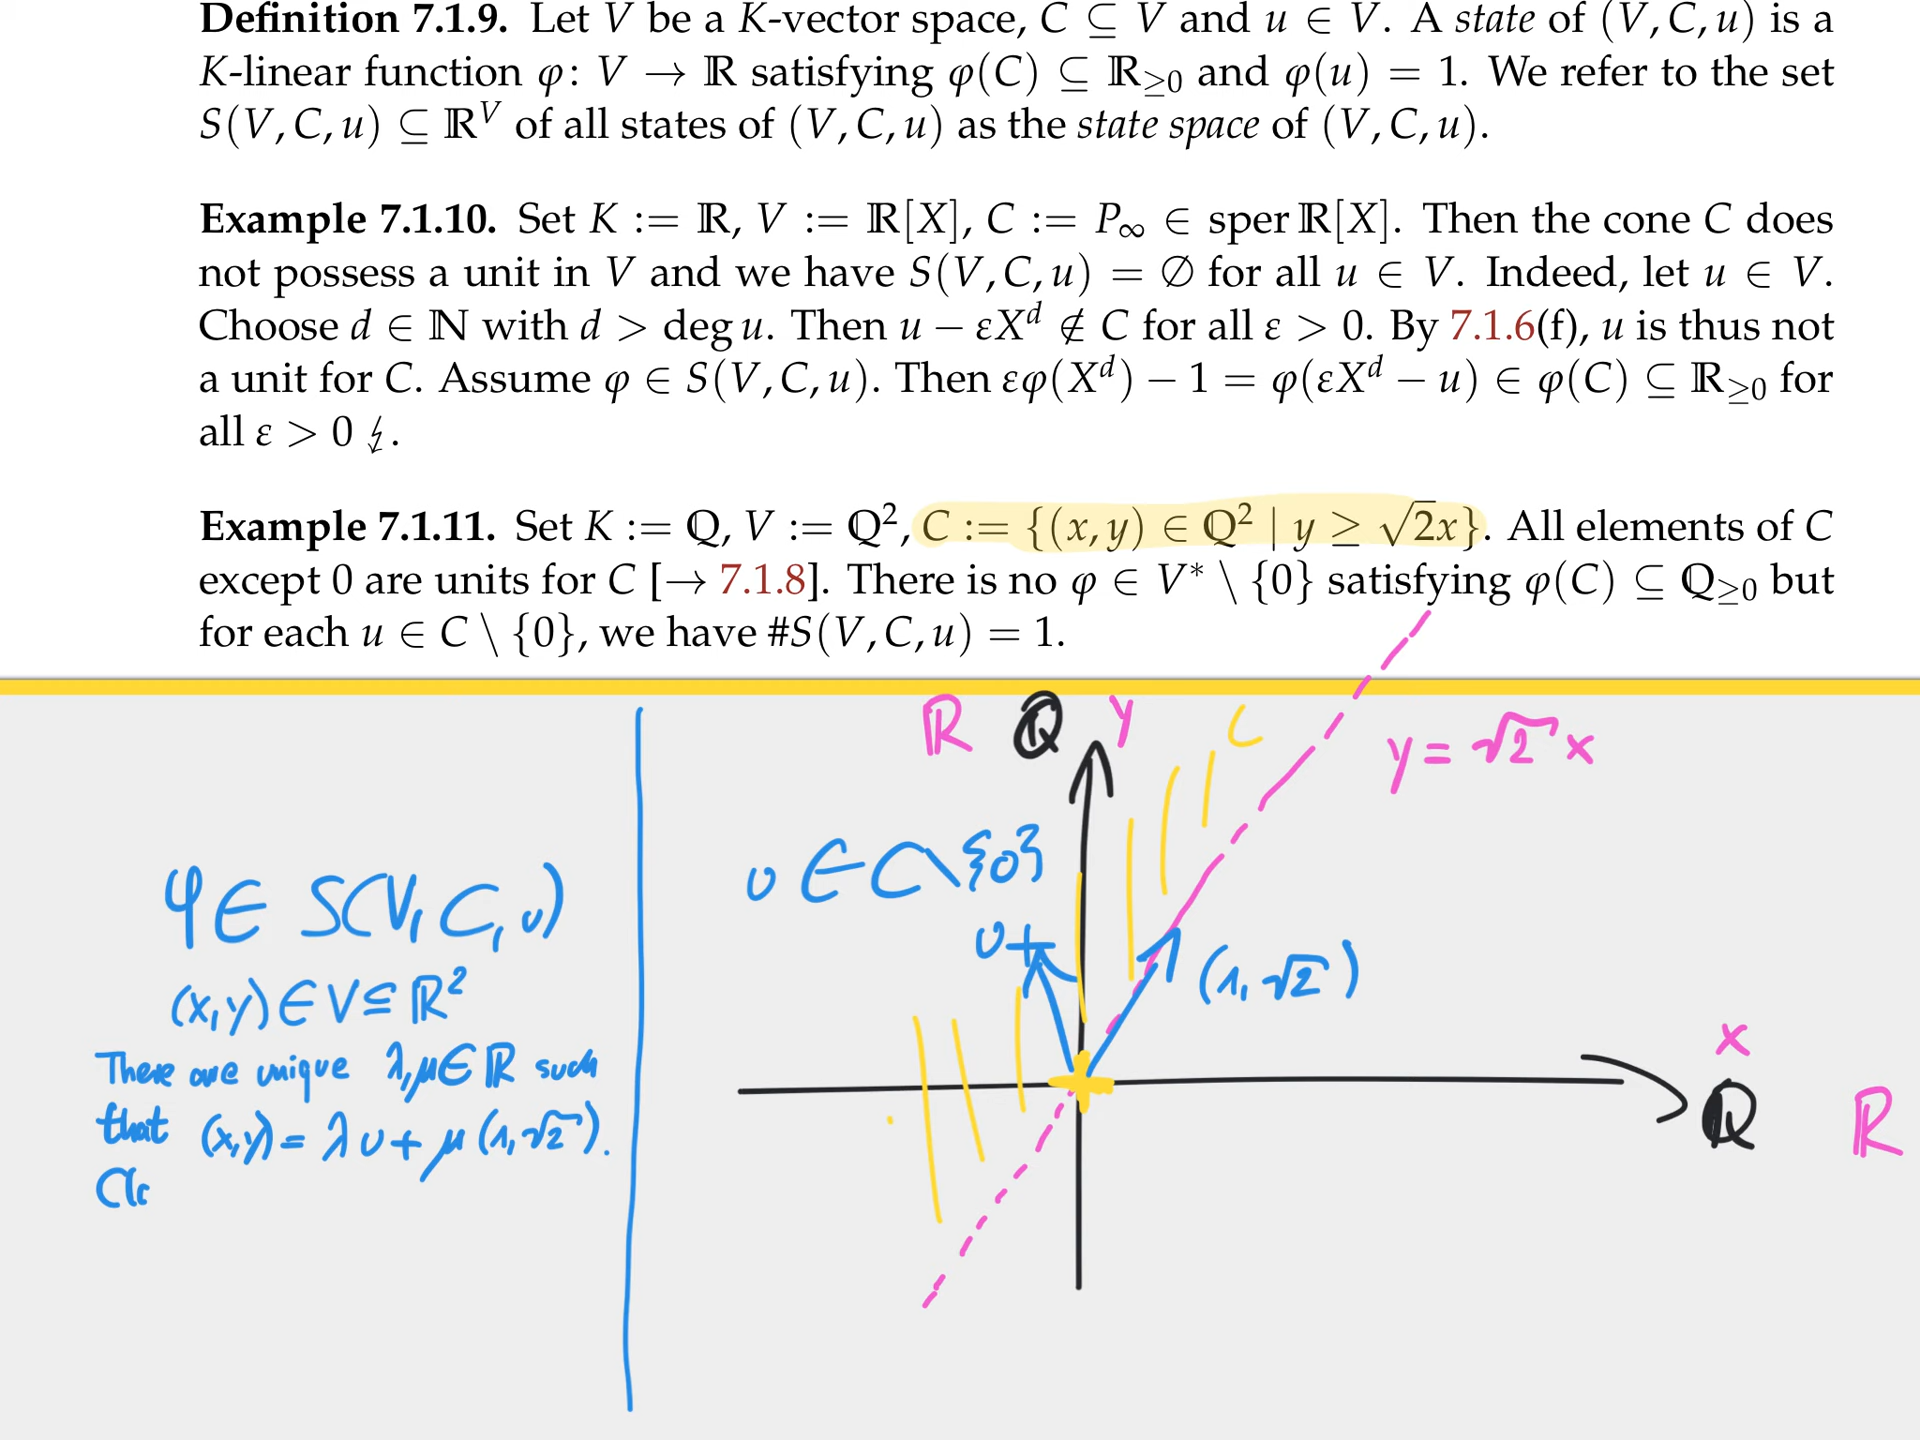 Definition 7.1.9. Let V be a K-vector space, C ⊆ V and u ∈ V. A state of (V, C, u) is a
K-linear function φ: V → ℝ satisfying φ(C) ⊆ ℝ≥0 and φ(u) = 1. We refer to the set
S(V, C, u) ⊆ ℝ^V of all states of (V, C, u) as the state space of (V, C, u).
Example 7.1.10. Set K := ℝ, V := ℝ[X], C := P∞ ∈ sper ℝ[X]. Then the cone C does
not possess a unit in V and we have S(V, C, u) = ∅ for all u ∈ V. Indeed, let u ∈ V.
Choose d ∈ ℕ with d > deg u. Then u − εX^d ∉ C for all ε > 0. By 7.1.6(f), u is thus not
a unit for C. Assume φ ∈ S(V, C, u). Then εφ(X^d) − 1 = φ(εX^d − u) ∈ φ(C) ⊆ ℝ≥0 for
all ε > 0 ↯.
Example 7.1.11. Set K := ℚ, V := ℚ², C := {(x, y) ∈ ℚ² | y ≥ √2x}. All elements of C
except 0 are units for C [→ 7.1.8]. There is no φ ∈ V* \ {0} satisfying φ(C) ⊆ ℚ≥0 but
for each u ∈ C \ {0}, we have #S(V, C, u) = 1.
ℝ ℚ y C
y = √2 x
u ∈ C \ {0}
φ ∈ S(V, C, u)
u
(1, √2)
(x,y) ∈ V ⊆ ℝ²
x
There are unique λ, μ ∈ ℝ such
that (x,y) = λ u + μ (1, √2).
ℚ ℝ
Cl